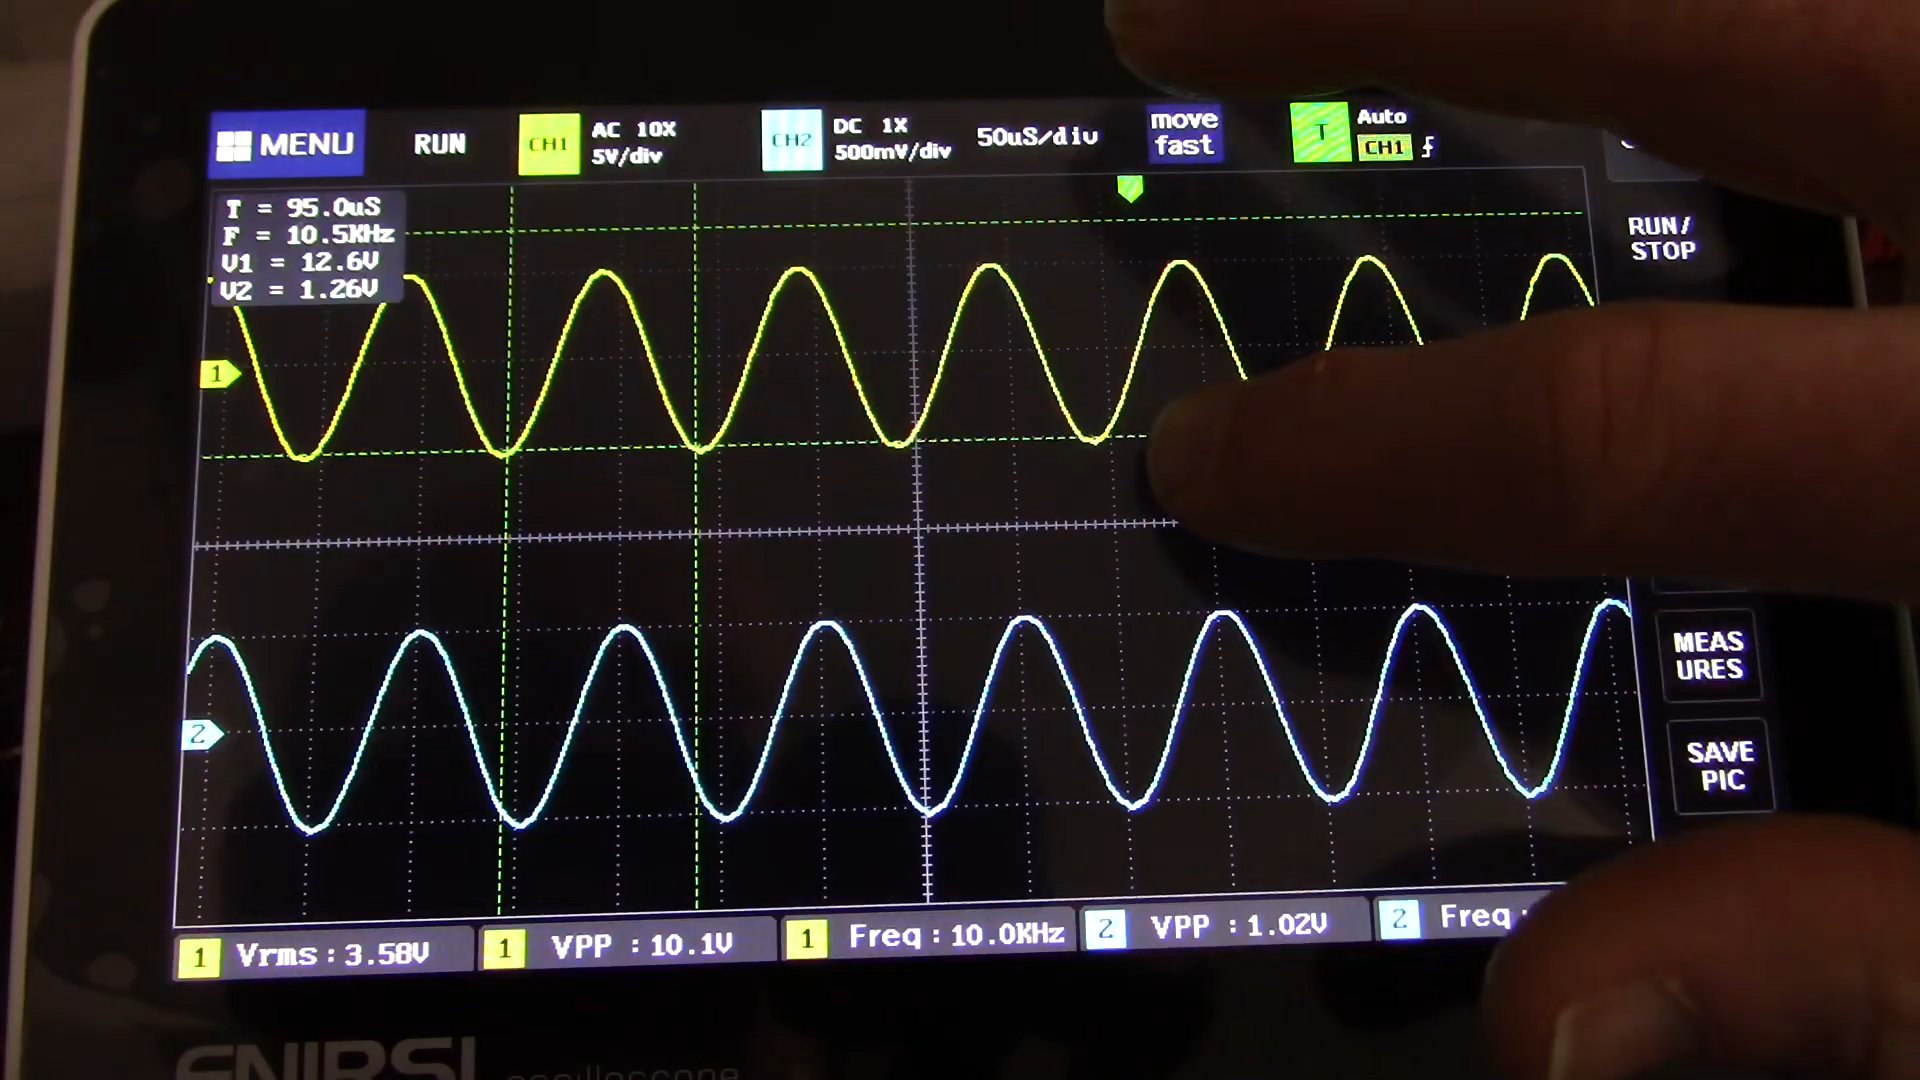 MENU
RUN
CH1
AC 10X
5V/div
CH2
DC 1X
500mV/div
50uS/div
move
fast
T
Auto
CH1
T = 95.0uS
F = 10.5KHz
V1 = 12.6V
V2 = 1.26V
RUN/
STOP
1
2
MEAS
URES
SAVE
PIC
1 Vrms:3.58V
1 VPP :10.1V
1 Freq:10.0KHz
2 VPP :1.02V
2 Freq:
FNIRSI
oscilloscope